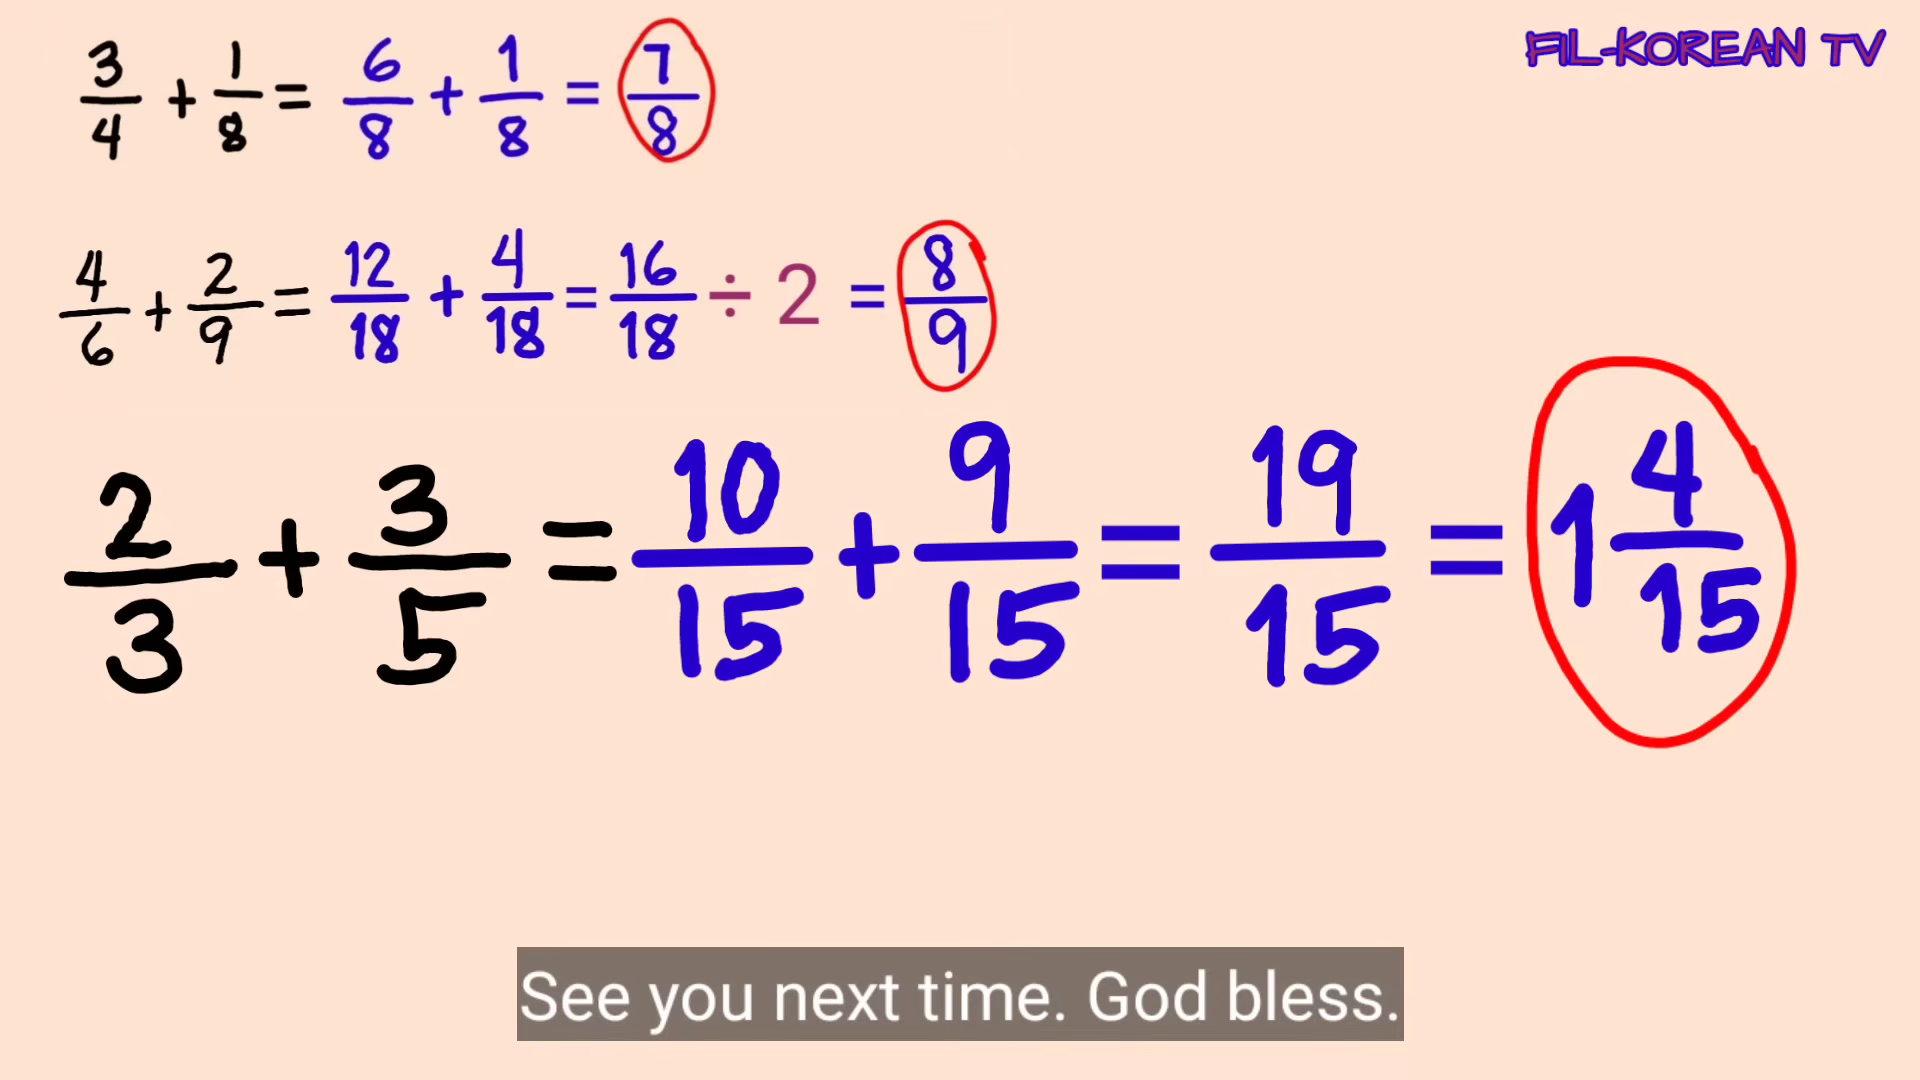 FIL-KOREAN TV
3/4 + 1/8 = 6/8 + 1/8 = 7/8
4/6 + 2/9 = 12/18 + 4/18 = 16/18 ÷ 2 = 8/9
2/3 + 3/5 = 10/15 + 9/15 = 19/15 = 1 4/15
See you next time. God bless.